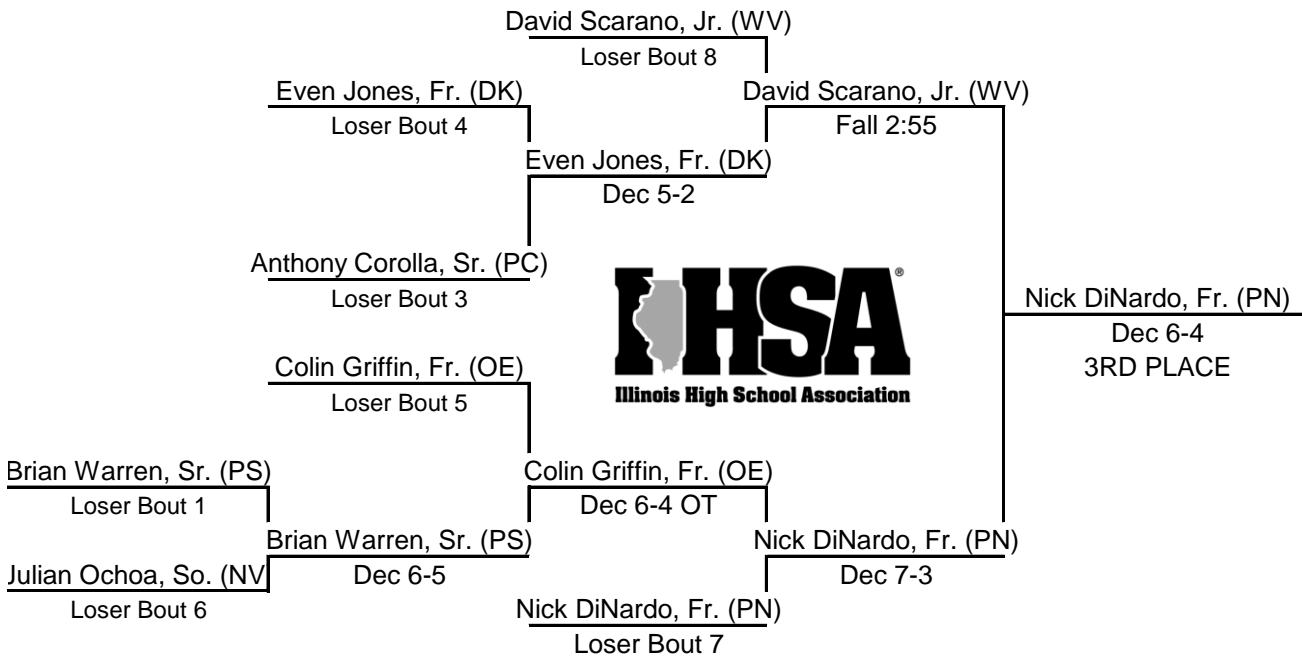 David Scarano, Jr. (WV)
Loser Bout 8
Even Jones, Fr. (DK)
Loser Bout 4
David Scarano, Jr. (WV)
Fall 2:55
Even Jones, Fr. (DK)
Dec 5-2
Anthony Corolla, Sr. (PC)
Loser Bout 3
IHSA®
Illinois High School Association
Nick DiNardo, Fr. (PN)
Dec 6-4
3RD PLACE
Colin Griffin, Fr. (OE)
Loser Bout 5
Brian Warren, Sr. (PS)
Loser Bout 1
Colin Griffin, Fr. (OE)
Dec 6-4 OT
Brian Warren, Sr. (PS)
Dec 6-5
Nick DiNardo, Fr. (PN)
Dec 7-3
Julian Ochoa, So. (NV
Loser Bout 6
Nick DiNardo, Fr. (PN)
Loser Bout 7